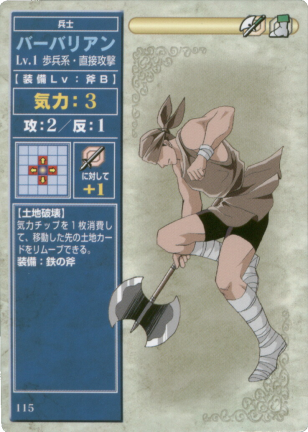 兵士
バーバリアン
Lv.1 歩兵系・直接攻撃
【装備Lv：斧B】
気力：3
攻：2／反：1
に対して
+1
【土地破壊】
気力チップを1枚消費し
て、移動した先の土地カー
ドをリムーブできる。
装備：鉄の斧
115